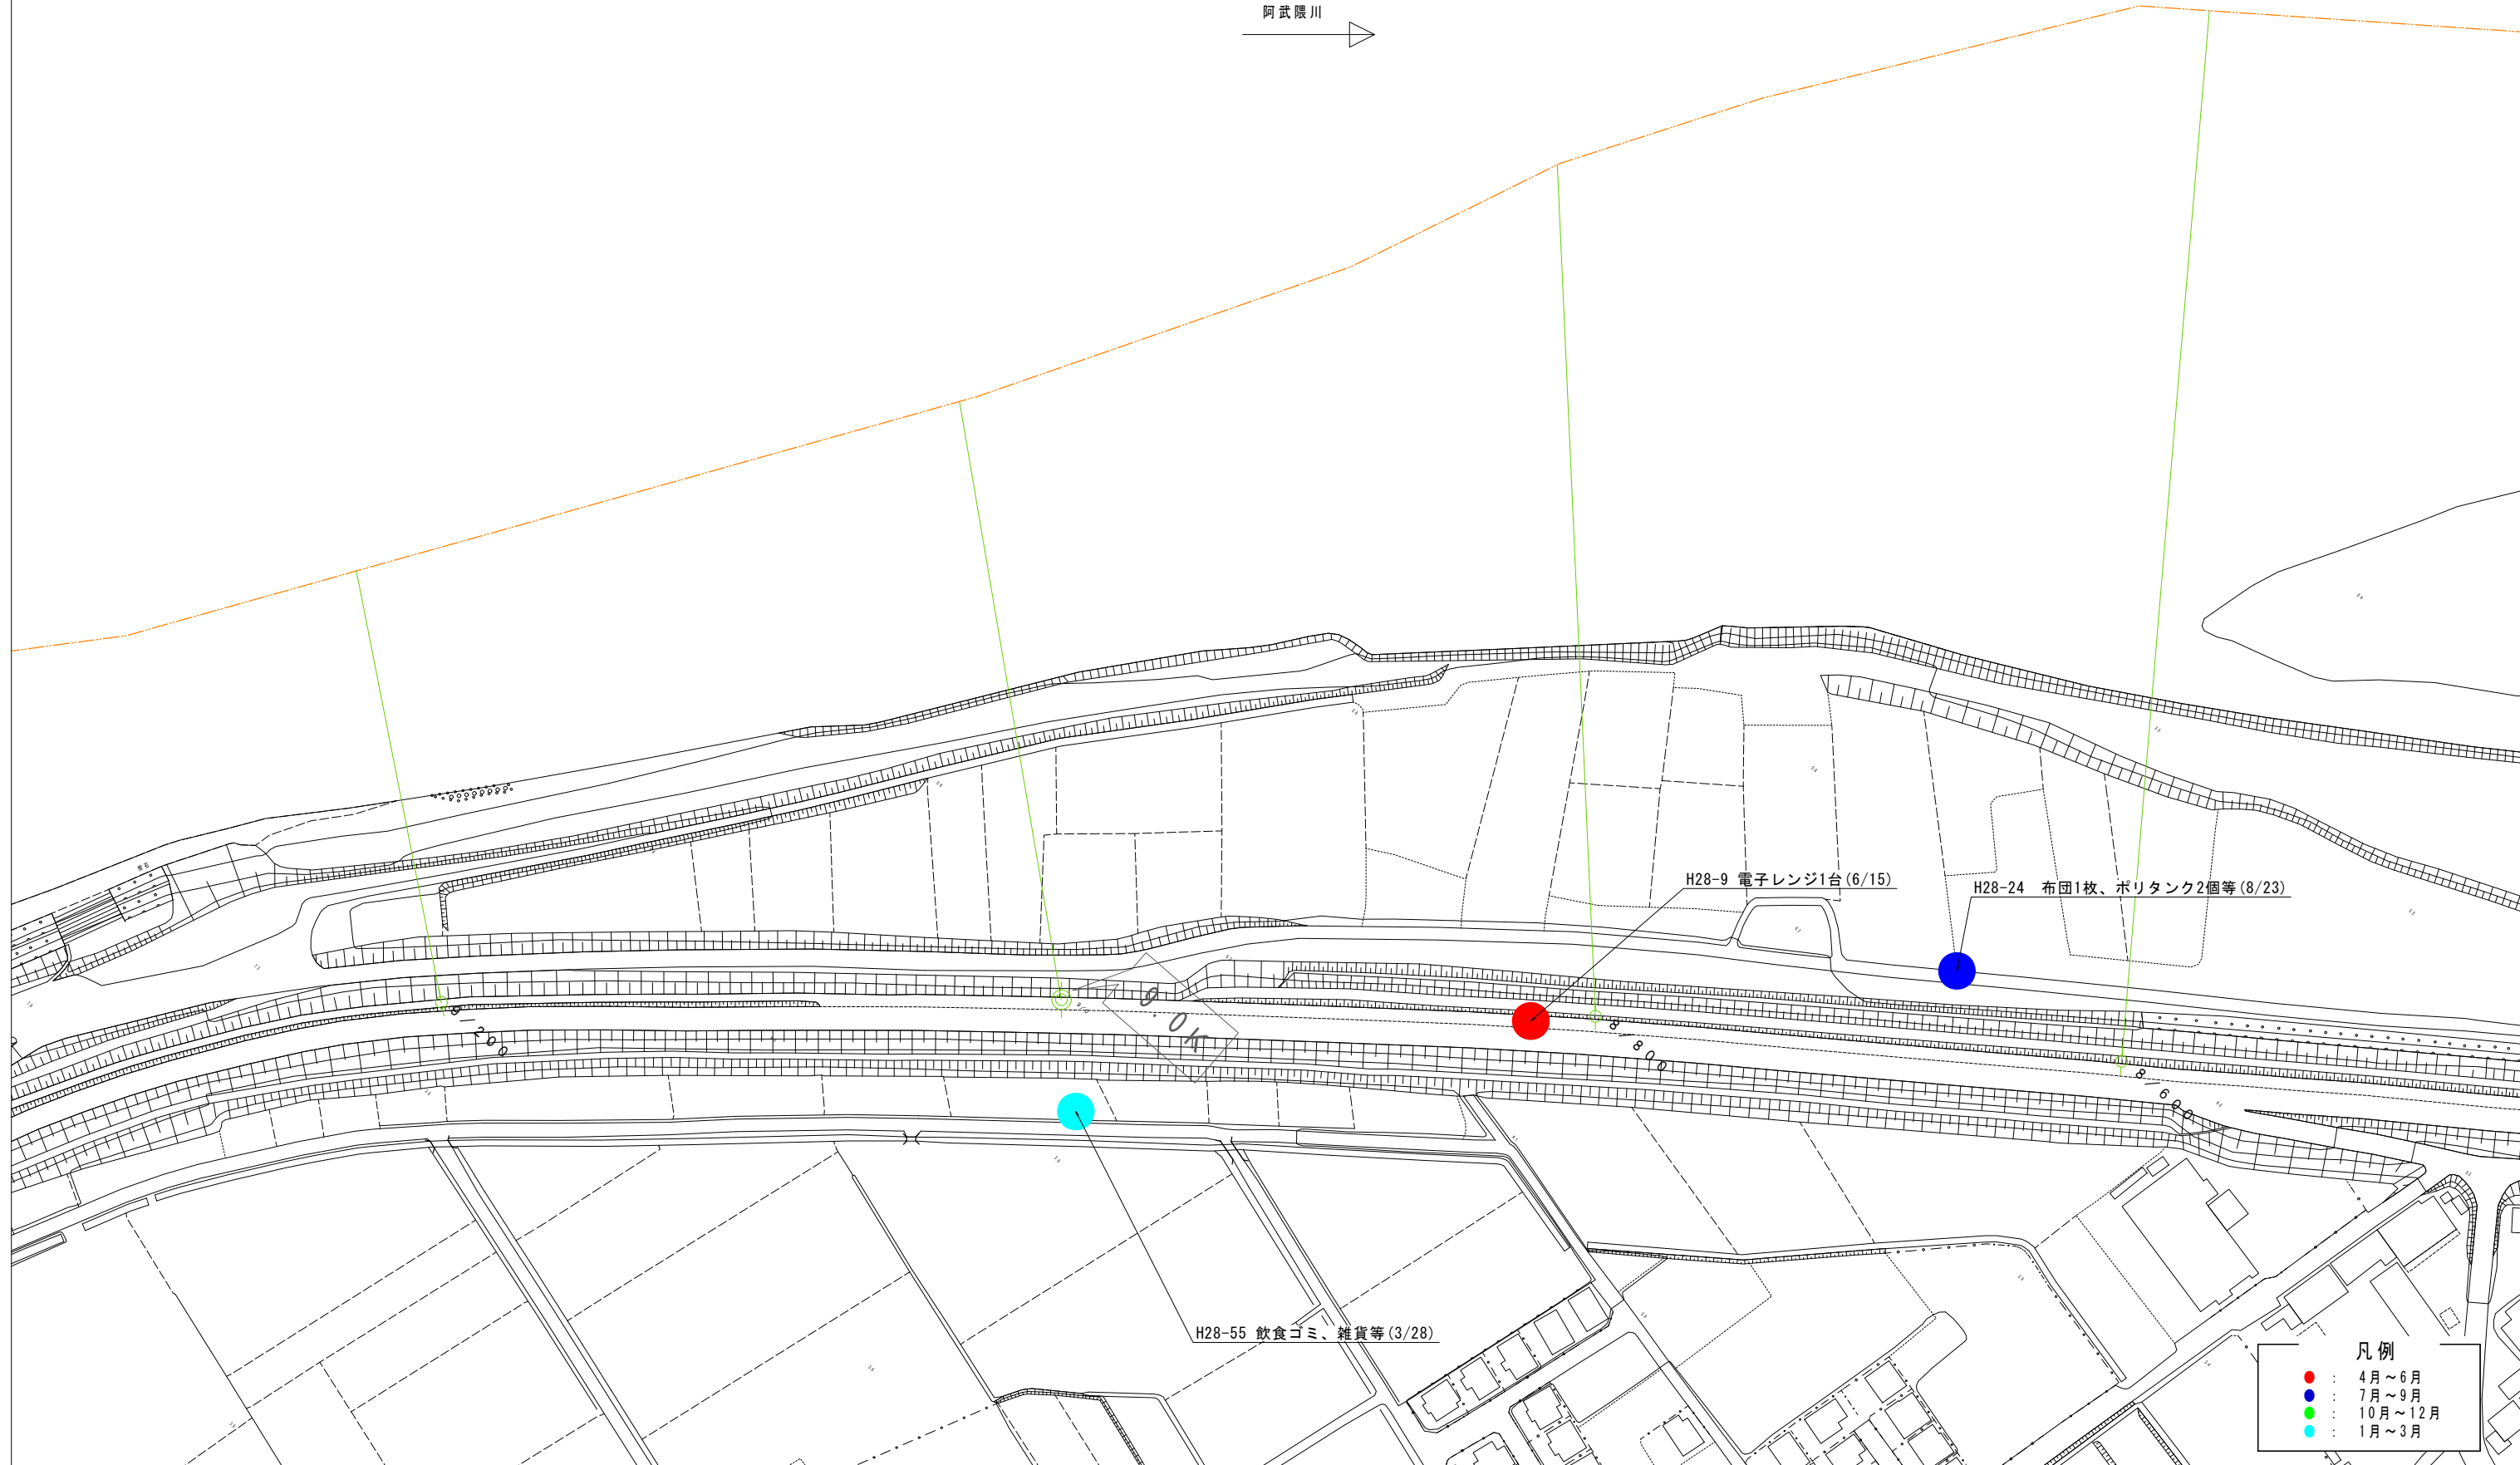 阿武隈川
H28-9 電子レンジ1台(6/15)
H28-24 布団1枚、ポリタンク2個等(8/23)
9.0K
9-200
8-800
8-600
H28-55 飲食ゴミ、雑貨等(3/28)
凡例
: 4月～6月
: 7月～9月
: 10月～12月
: 1月～3月